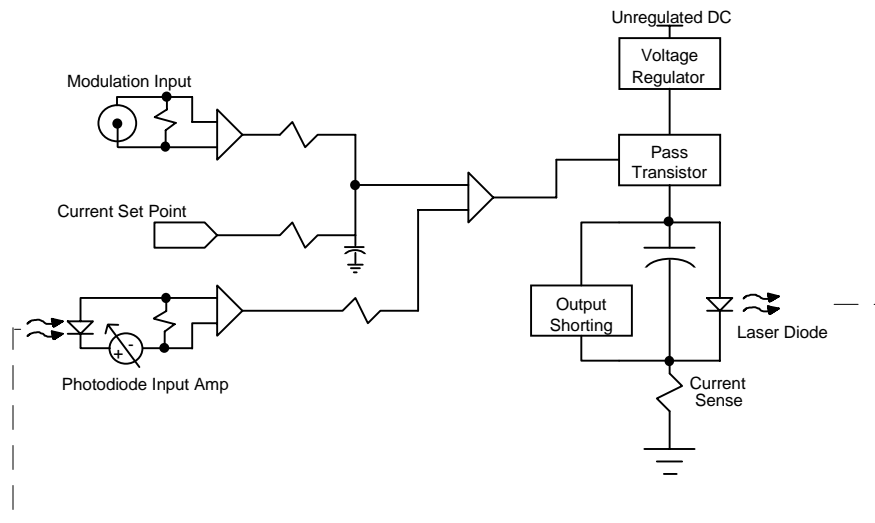 Unregulated DC
Voltage
Regulator
Modulation Input
Pass
Transistor
Current Set Point
Output
Shorting
Laser Diode
+ -
Photodiode Input Amp
Current
Sense